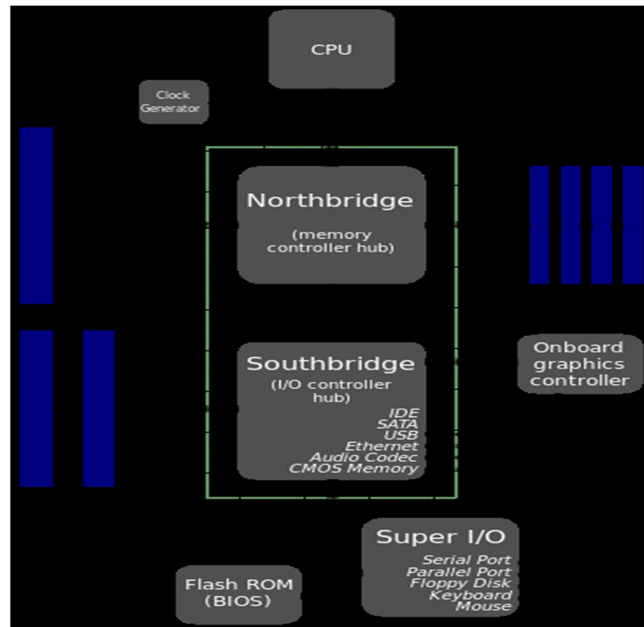 CPU
Clock
Generator
Northbridge
(memory
controller hub)
Southbridge
(I/O controller
hub)
IDE
SATA
USB
Ethernet
Audio Codec
CMOS Memory
Onboard
graphics
controller
Super I/O
Serial Port
Parallel Port
Floppy Disk
Keyboard
Mouse
Flash ROM
(BIOS)